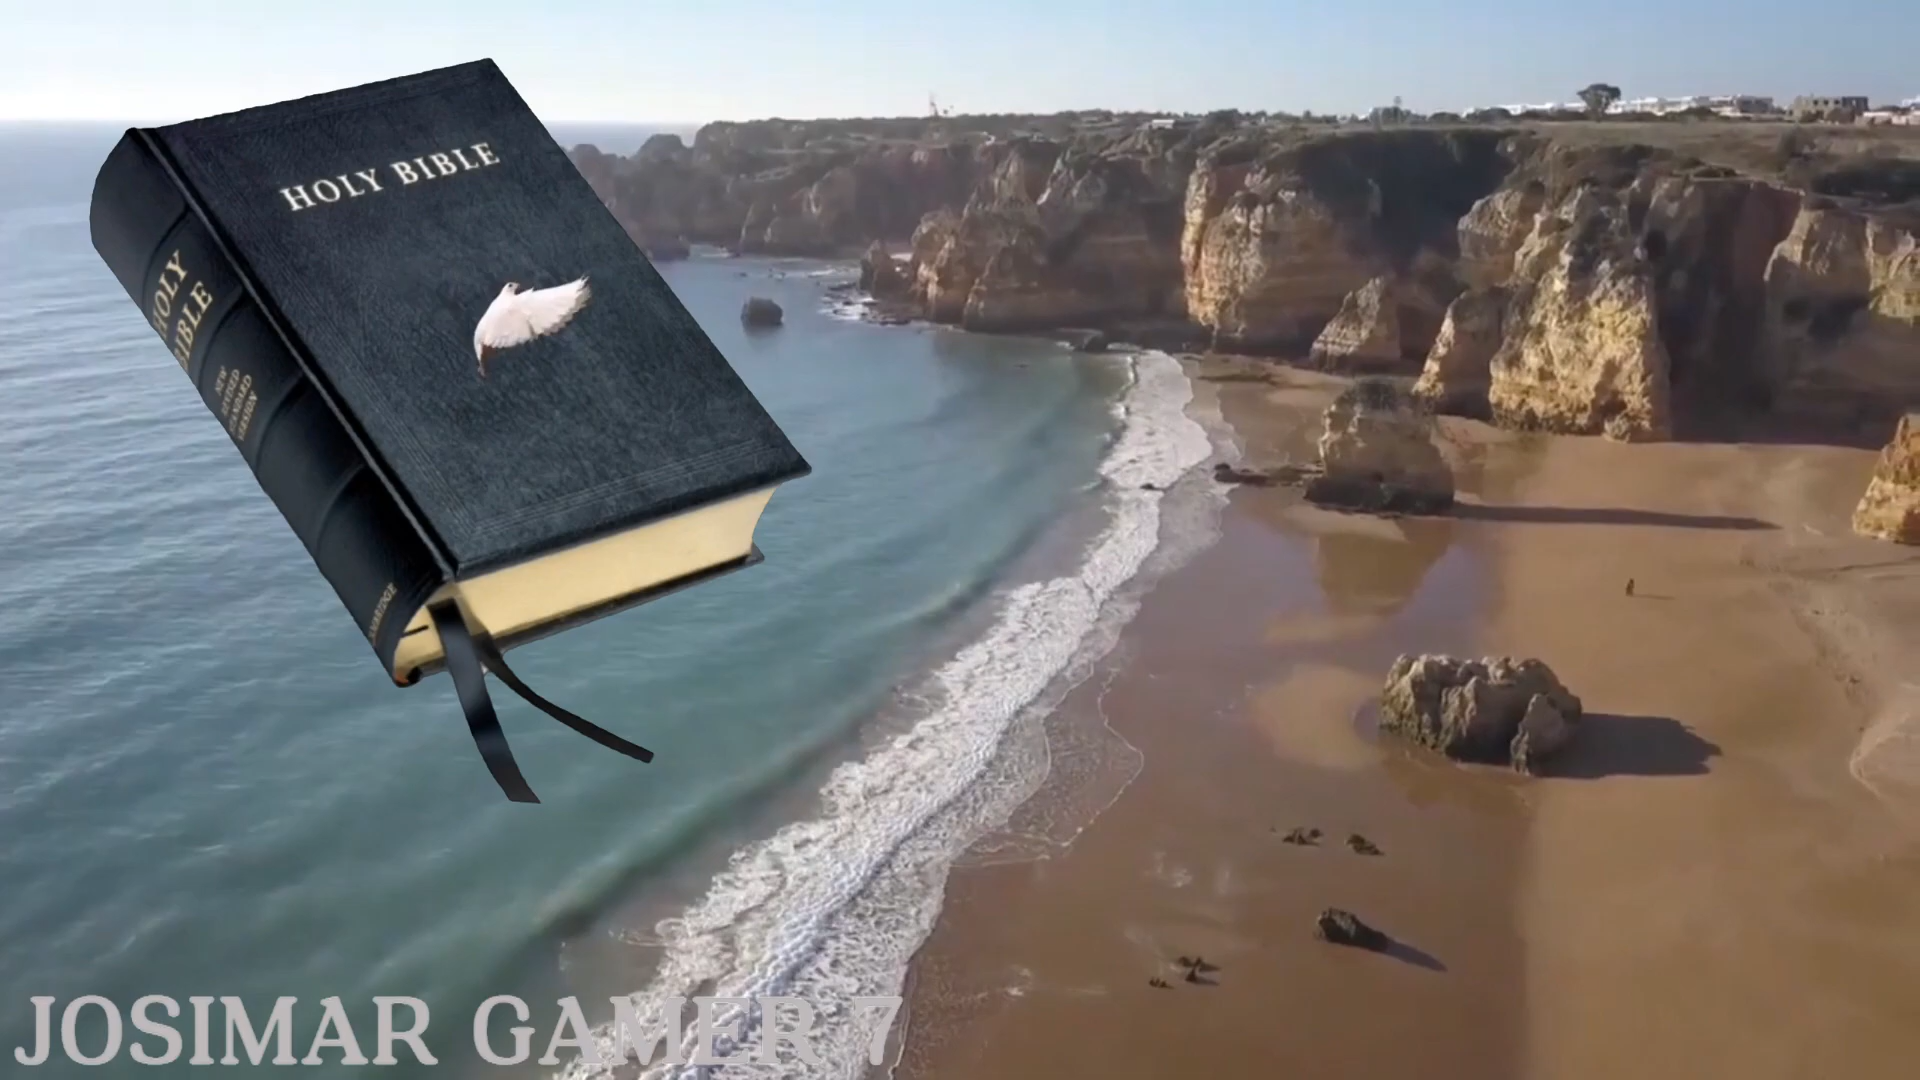 HOLY BIBLE
HOLY
BIBLE
NEW
REVISED
STANDARD
VERSION
JOSIMAR GAMER 7